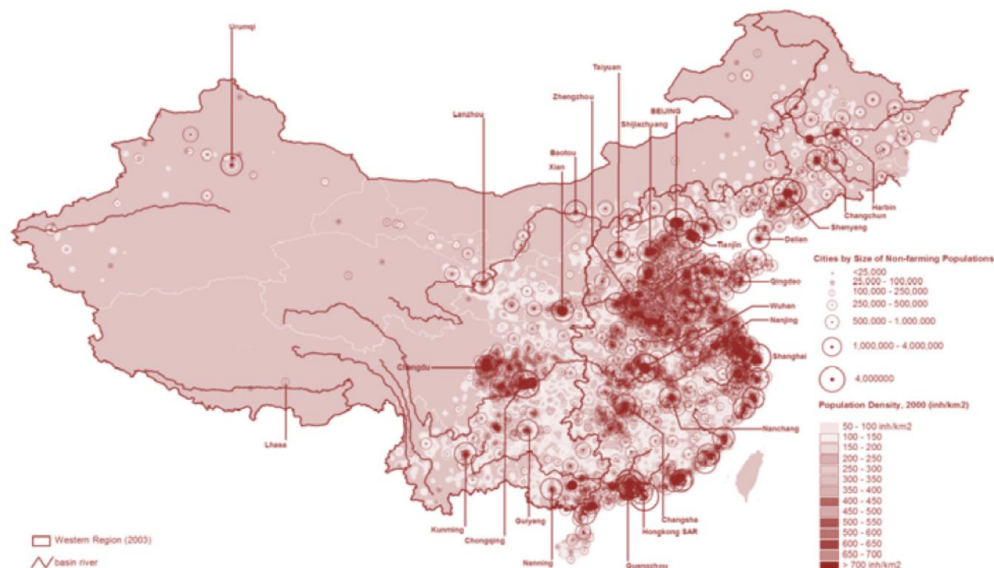 Urumqi
Taiyuan
Zhengzhou
BEIJING
Lanzhou
Shijiazhuang
Baotou
Xian
Harbin
Changchun
Shenyang
Tianjin
Dalian
Cities by Size of Non-farming Populations
<25,000
25,000 - 100,000
100,000 - 250,000
250,000 - 500,000
500,000 - 1,000,000
1,000,000 - 4,000,000
4,000000
Qingdao
Wuhan
Nanjing
Shanghai
Chengdu
Population Density, 2000 (inh/km2)
50 - 100 inh/km2
100 - 150
150 - 200
200 - 250
250 - 300
300 - 350
350 - 400
400 - 450
450 - 500
500 - 550
500 - 600
600 - 650
650 - 700
> 700 inh/km2
Nanchang
Lhasa
Kunming
Chongqing
Guiyang
Changsha
Hongkong SAR
Nanning
Guangzhou
Western Region (2003)
basin river